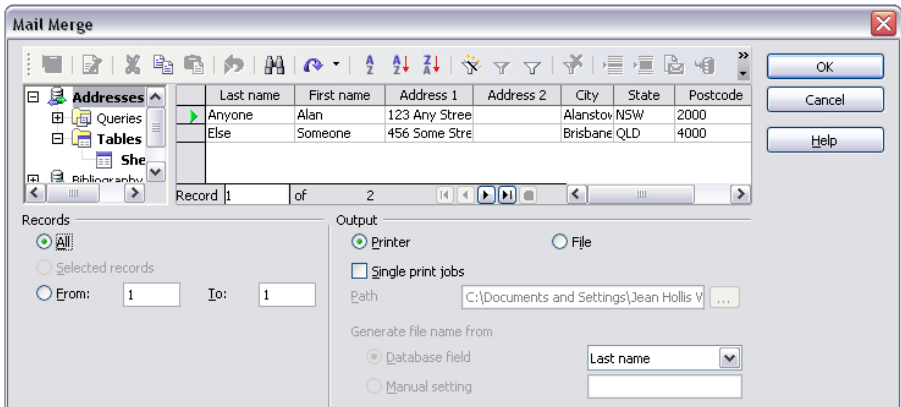 Mail Merge
OK
Cancel
Help
Addresses
Queries
Tables
She
Bibliography
Last name First name Address 1 Address 2 City State Postcode
Anyone Alan 123 Any Stree Alanstov NSW 2000
Else Someone 456 Some Stre Brisbane QLD 4000
Record 1 of 2
Records
All
Selected records
From: 1 To: 1
Output
Printer File
Single print jobs
Path C:\Documents and Settings\Jean Hollis W ...
Generate file name from
Database field Last name
Manual setting